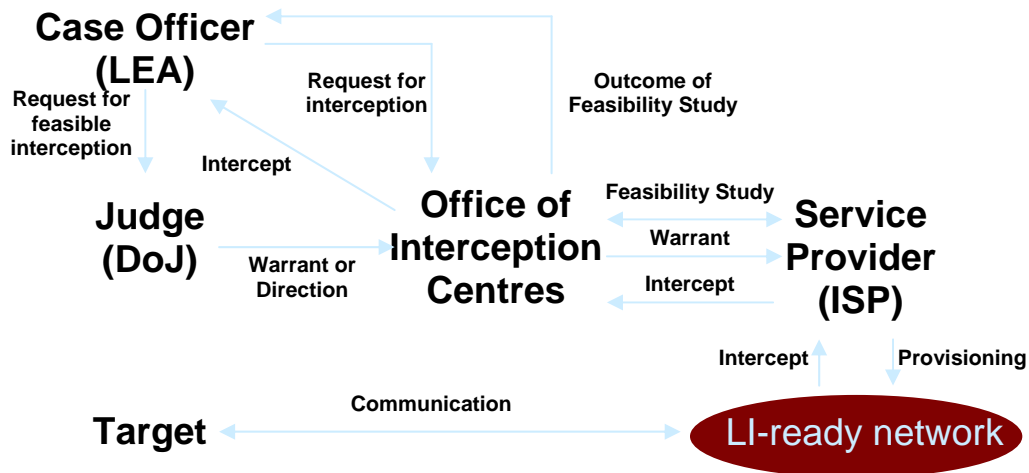 Case Officer
(LEA)
Request for
interception
Outcome of
Feasibility Study
Request for
feasible
interception
Intercept
Judge
(DoJ)
Warrant or
Direction
Office of
Interception
Centres
Feasibility Study
Warrant
Intercept
Service
Provider
(ISP)
Intercept
Provisioning
Target
Communication
LI-ready network